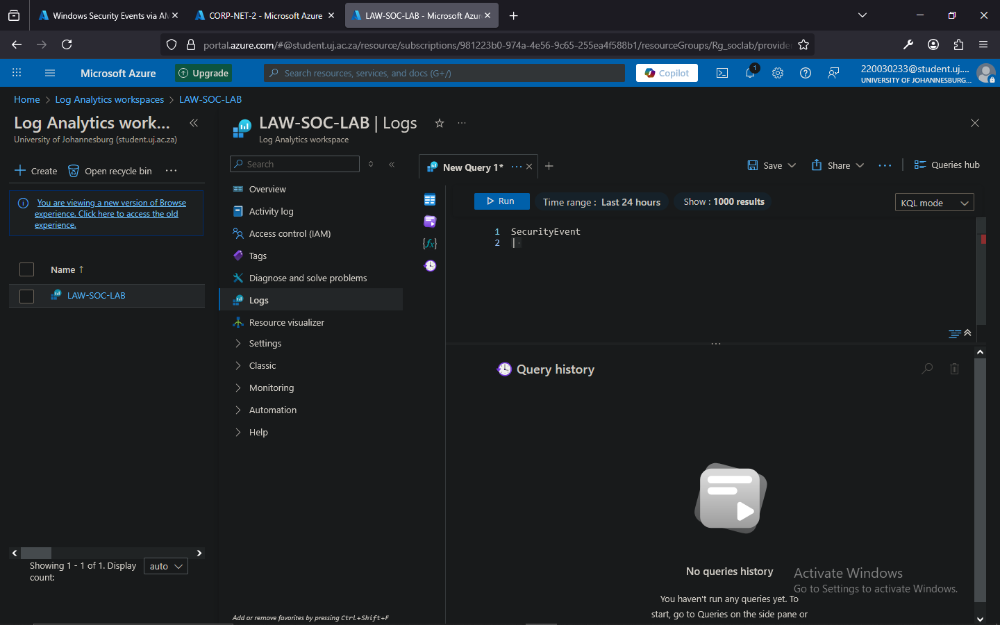 Windows Security Events via AM
CORP-NET-2 - Microsoft Azure
LAW-SOC-LAB - Microsoft Azur
portal.azure.com/#@student.uj.ac.za/resource/subscriptions/981223b0-974a-4e56-9c65-255ea4f588b1/resourceGroups/Rg_soclab/provide
Microsoft Azure
Upgrade
Search resources, services, and docs (G+/)
Copilot
1
220030233@student.uj....
UNIVERSITY OF JOHANNESBURG...
Home > Log Analytics workspaces > LAW-SOC-LAB
Log Analytics work...
University of Johannesburg (student.uj.ac.za)
Create
Open recycle bin
You are viewing a new version of Browse
experience. Click here to access the old
experience.
Name ↑
LAW-SOC-LAB
Showing 1 - 1 of 1. Display
count:
auto
LAW-SOC-LAB | Logs
Log Analytics workspace
Search
Overview
Activity log
Access control (IAM)
Tags
Diagnose and solve problems
Logs
Resource visualizer
Settings
Classic
Monitoring
Automation
Help
Add or remove favorites by pressing Ctrl+Shift+F
New Query 1*
Save
Share
Queries hub
Run
Time range : Last 24 hours
Show : 1000 results
KQL mode
1 SecurityEvent
2 |
Query history
No queries history
You haven't run any queries yet. To
start, go to Queries on the side pane or
Activate Windows
Go to Settings to activate Windows.